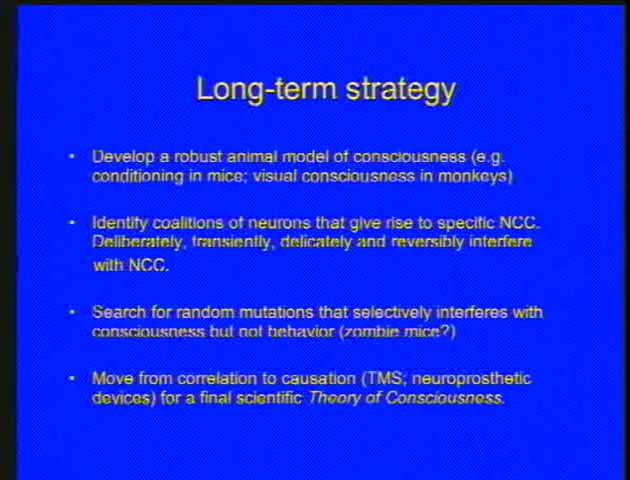 Long-term strategy
• Develop a robust animal model of consciousness (e.g.
conditioning in mice; visual consciousness in monkeys)
• Identify coalitions of neurons that give rise to specific NCC.
Deliberately, transiently, delicately and reversibly interfere
with NCC.
• Search for random mutations that selectively interferes with
consciousness but not behavior (zombie mice?)
• Move from correlation to causation (TMS; neuroprosthetic
devices) for a final scientific Theory of Consciousness.